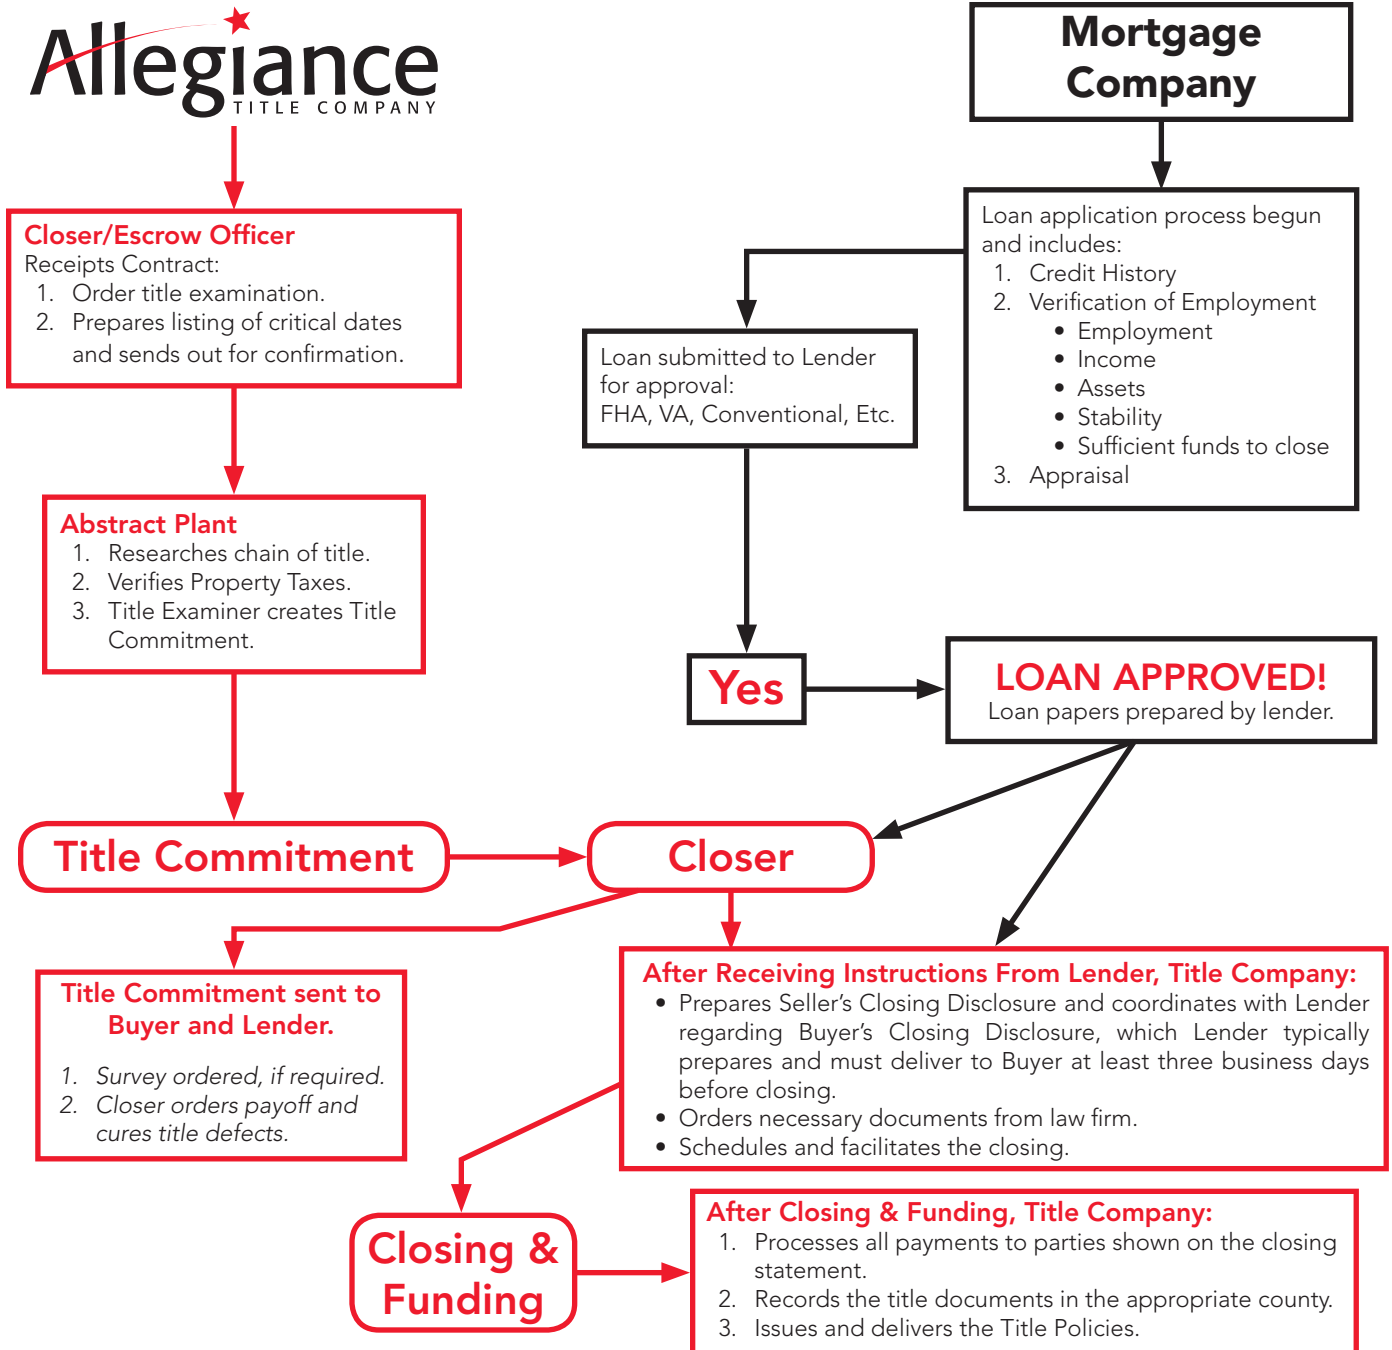 Allegiance
TITLE COMPANY
Mortgage
Company
Closer/Escrow Officer
Receipts Contract:
1. Order title examination.
2. Prepares listing of critical dates
and sends out for confirmation.
Loan application process begun
and includes:
1. Credit History
2. Verification of Employment
• Employment
• Income
• Assets
• Stability
• Sufficient funds to close
3. Appraisal
Loan submitted to Lender
for approval:
FHA, VA, Conventional, Etc.
Abstract Plant
1. Researches chain of title.
2. Verifies Property Taxes.
3. Title Examiner creates Title
Commitment.
Yes
LOAN APPROVED!
Loan papers prepared by lender.
Title Commitment
Closer
Title Commitment sent to
Buyer and Lender.
1. Survey ordered, if required.
2. Closer orders payoff and
cures title defects.
After Receiving Instructions From Lender, Title Company:
• Prepares Seller’s Closing Disclosure and coordinates with Lender
regarding Buyer’s Closing Disclosure, which Lender typically
prepares and must deliver to Buyer at least three business days
before closing.
• Orders necessary documents from law firm.
• Schedules and facilitates the closing.
Closing &
Funding
After Closing & Funding, Title Company:
1. Processes all payments to parties shown on the closing
statement.
2. Records the title documents in the appropriate county.
3. Issues and delivers the Title Policies.